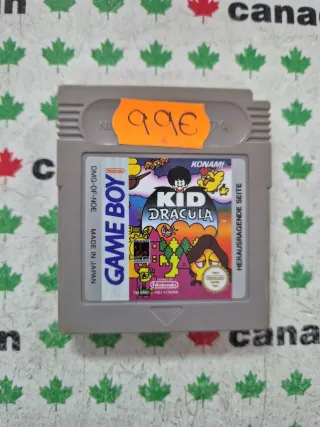 canad
99€
DMG-DF-NOE MADE IN JAPAN
GAME BOY
KONAMI
KID
DRACULA
HERAUSRAGENDE SEITE
Nintendo
canad